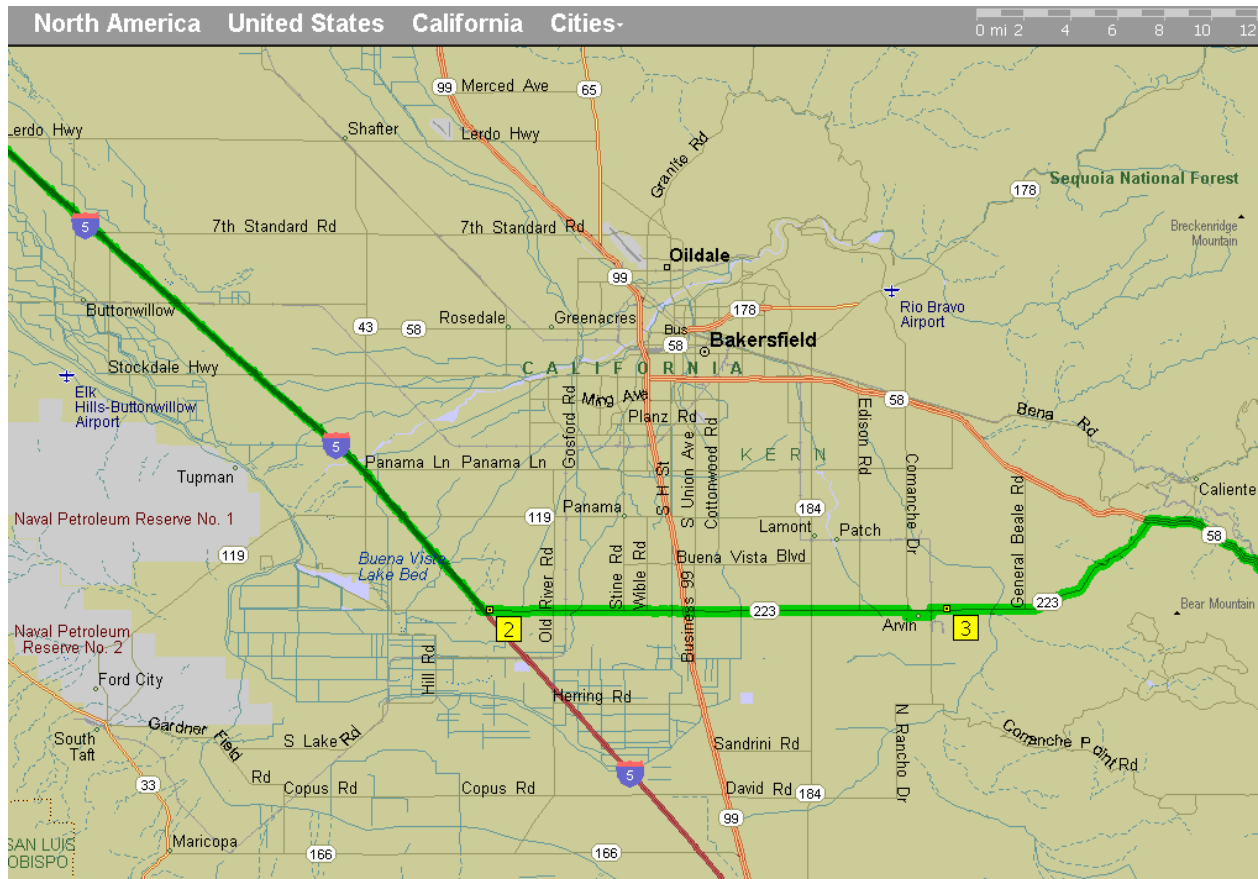 North America United States California Cities
0 mi 2 4 6 8 10 12
99 Merced Ave 65
Lerdo Hwy
Shafter
Lerdo Hwy
Granite Rd
178
Sequoia National Forest
5
7th Standard Rd
7th Standard Rd
Breckenridge
Mountain
Oildale
99
Buttonwillow
Rio Bravo
Airport
178
43 58
Rosedale
Greenacres
Bus
58
Bakersfield
Stockdale Hwy
CALIFORNIA
Elk
Hills-Buttonwillow
Airport
Ming Ave
Planz Rd
58
Bena Rd
Gosford Rd
S H St
S Union Ave
Cottonwood Rd
KERN
Edison Rd
Comanche Dr
5
Panama Ln Panama Ln
Tupman
Caliente
General Beale Rd
Naval Petroleum Reserve No. 1
119
Panama
184
Lamont
Patch
58
119
Buena Vista
Lake Bed
Old River Rd
Stine Rd
Wible Rd
Buena Vista Blvd
Business 99
223
223
Bear Mountain
2
Arvin
3
Naval Petroleum
Reserve No. 2
Ford City
Hill Rd
Herring Rd
South
Taft
Gardner Field
Rd
S Lake Rd
Sandrini Rd
N Rancho Dr
Comanche Point Rd
33
Copus Rd
Copus Rd
5
David Rd
184
99
SAN LUIS
OBISPO
Maricopa
166
166